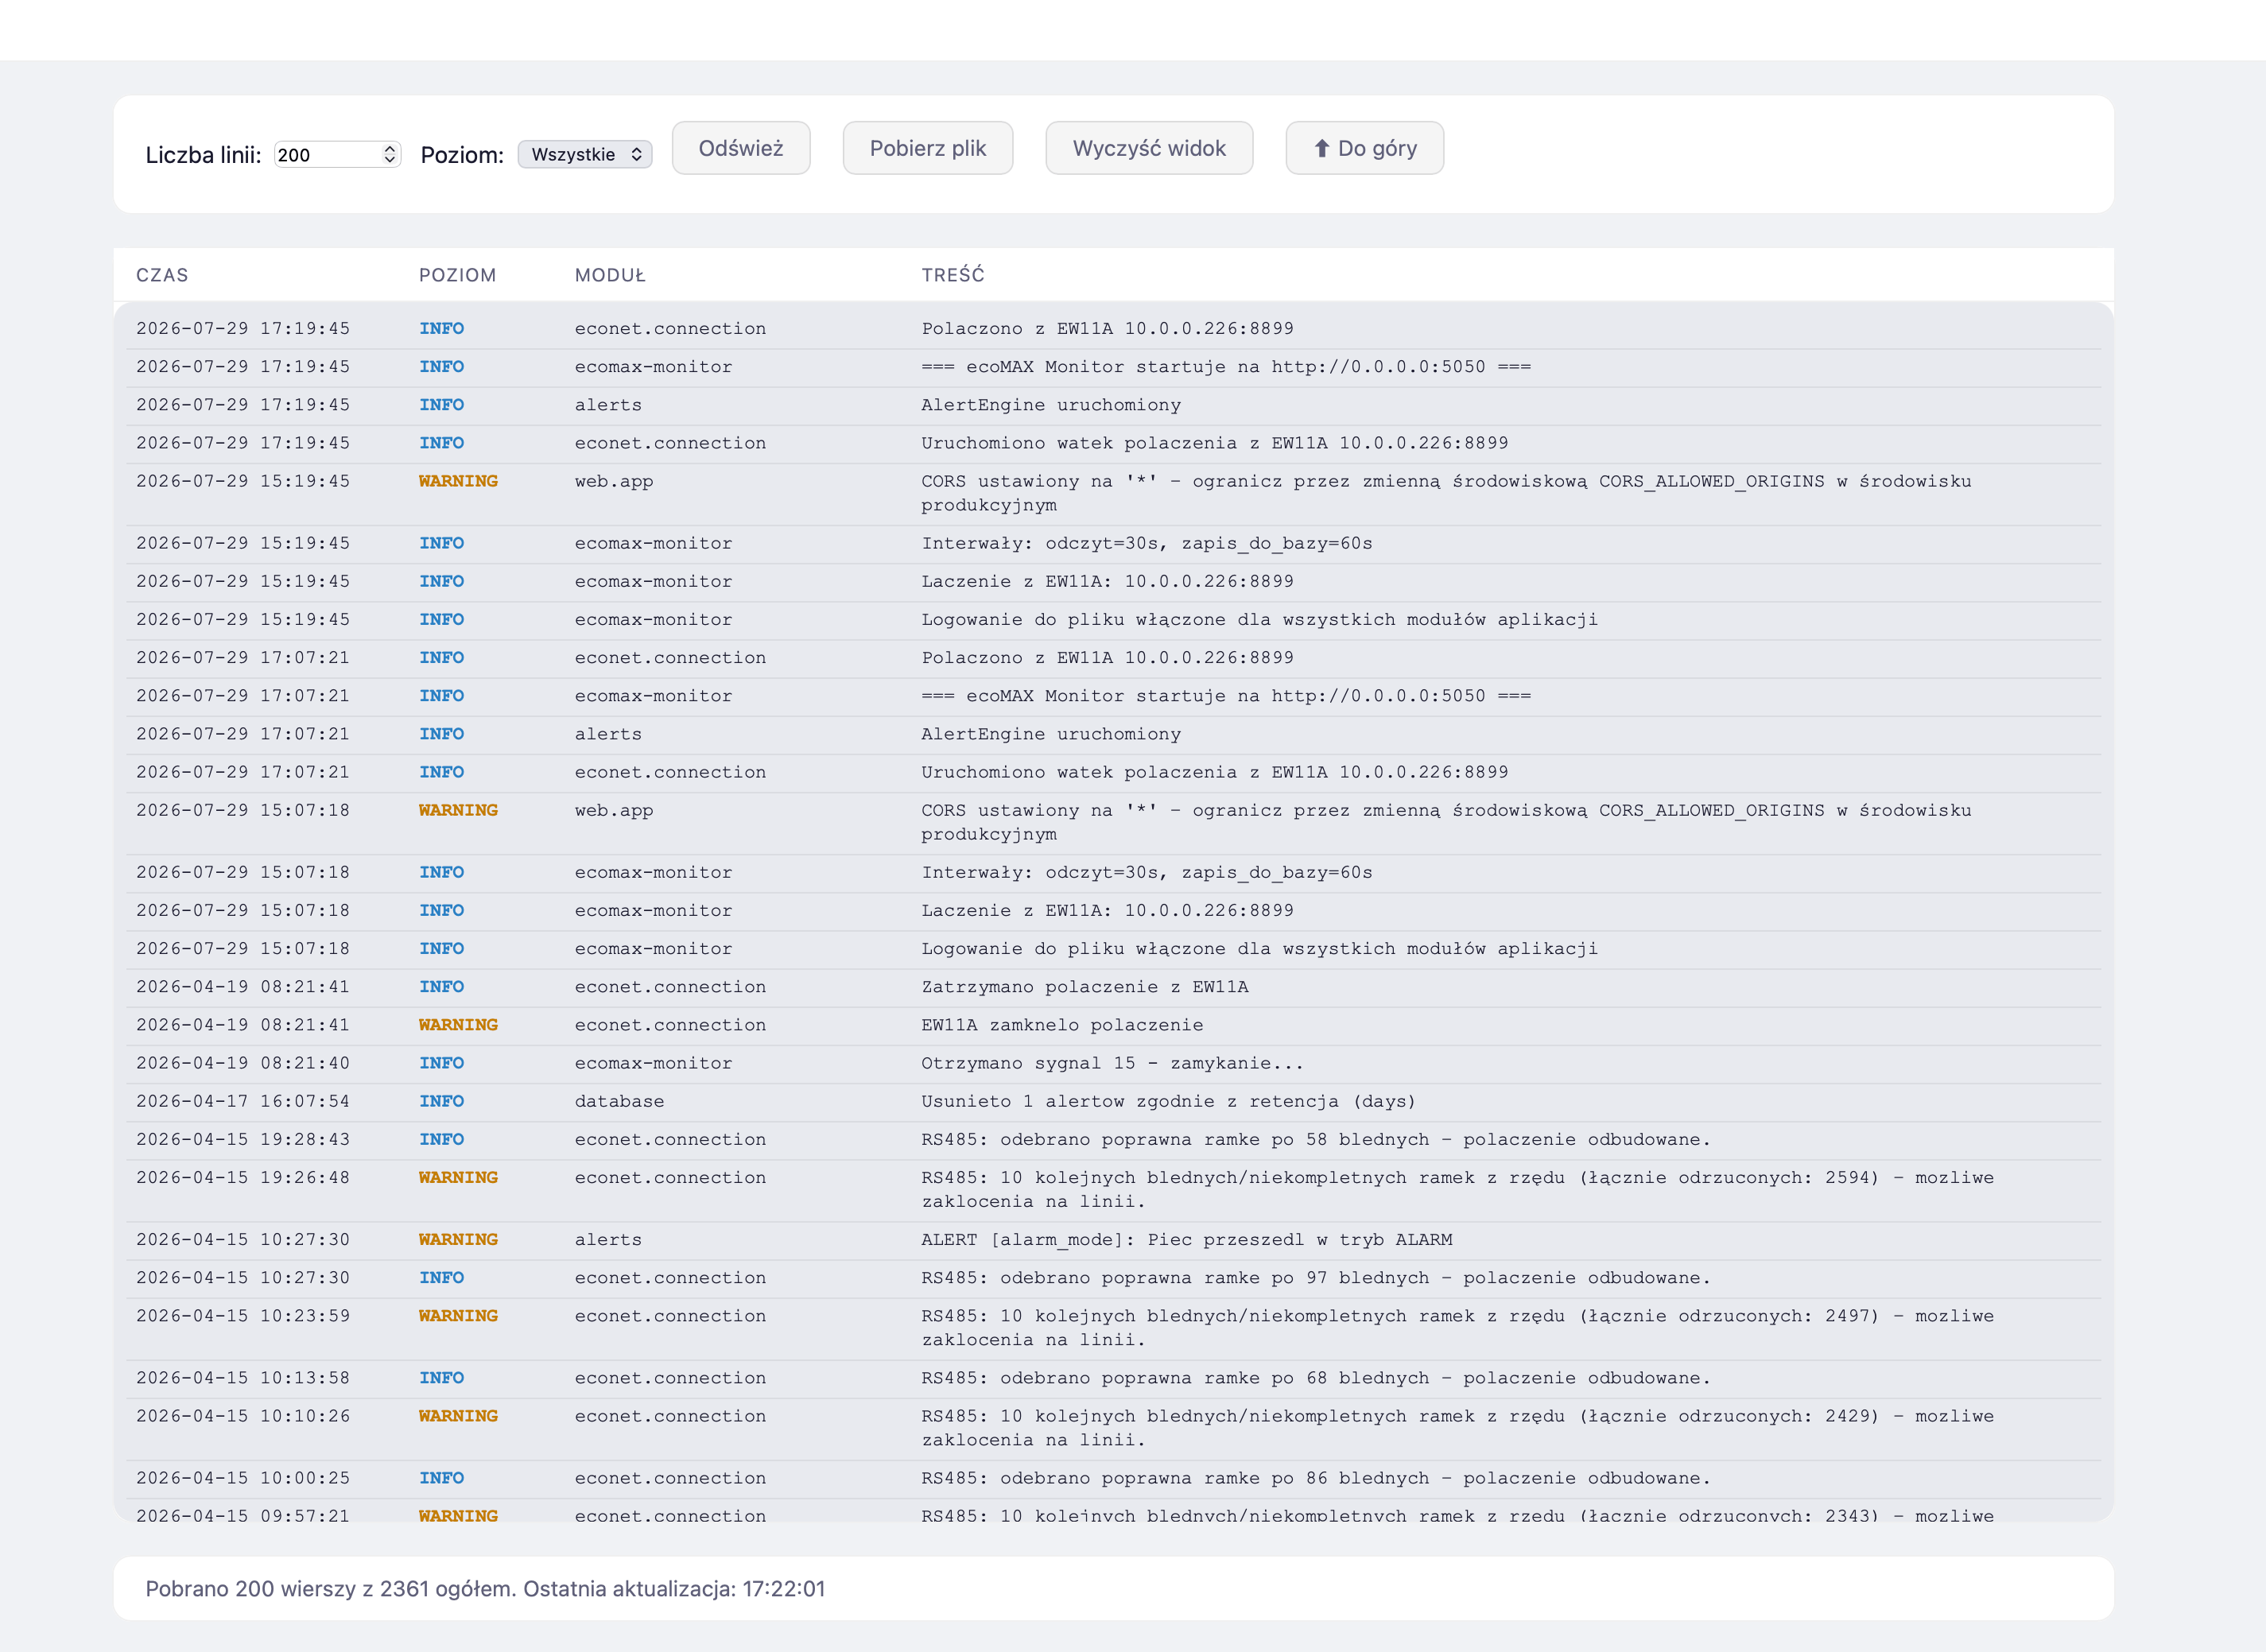 Liczba linii: 200 Poziom: Wszystkie Odśwież Pobierz plik Wyczyść widok ⬆ Do góry
CZAS POZIOM MODUŁ TREŚĆ
2026-07-29 17:19:45 INFO econet.connection Polaczono z EW11A 10.0.0.226:8899
2026-07-29 17:19:45 INFO ecomax-monitor === ecoMAX Monitor startuje na http://0.0.0.0:5050 ===
2026-07-29 17:19:45 INFO alerts AlertEngine uruchomiony
2026-07-29 17:19:45 INFO econet.connection Uruchomiono watek polaczenia z EW11A 10.0.0.226:8899
2026-07-29 15:19:45 WARNING web.app CORS ustawiony na '*' – ogranicz przez zmienną środowiskową CORS_ALLOWED_ORIGINS w środowisku
produkcyjnym
2026-07-29 15:19:45 INFO ecomax-monitor Interwały: odczyt=30s, zapis_do_bazy=60s
2026-07-29 15:19:45 INFO ecomax-monitor Laczenie z EW11A: 10.0.0.226:8899
2026-07-29 15:19:45 INFO ecomax-monitor Logowanie do pliku włączone dla wszystkich modułów aplikacji
2026-07-29 17:07:21 INFO econet.connection Polaczono z EW11A 10.0.0.226:8899
2026-07-29 17:07:21 INFO ecomax-monitor === ecoMAX Monitor startuje na http://0.0.0.0:5050 ===
2026-07-29 17:07:21 INFO alerts AlertEngine uruchomiony
2026-07-29 17:07:21 INFO econet.connection Uruchomiono watek polaczenia z EW11A 10.0.0.226:8899
2026-07-29 15:07:18 WARNING web.app CORS ustawiony na '*' – ogranicz przez zmienną środowiskową CORS_ALLOWED_ORIGINS w środowisku
produkcyjnym
2026-07-29 15:07:18 INFO ecomax-monitor Interwały: odczyt=30s, zapis_do_bazy=60s
2026-07-29 15:07:18 INFO ecomax-monitor Laczenie z EW11A: 10.0.0.226:8899
2026-07-29 15:07:18 INFO ecomax-monitor Logowanie do pliku włączone dla wszystkich modułów aplikacji
2026-04-19 08:21:41 INFO econet.connection Zatrzymano polaczenie z EW11A
2026-04-19 08:21:41 WARNING econet.connection EW11A zamknelo polaczenie
2026-04-19 08:21:40 INFO ecomax-monitor Otrzymano sygnal 15 - zamykanie...
2026-04-17 16:07:54 INFO database Usunieto 1 alertow zgodnie z retencja (days)
2026-04-15 19:28:43 INFO econet.connection RS485: odebrano poprawna ramke po 58 blednych – polaczenie odbudowane.
2026-04-15 19:26:48 WARNING econet.connection RS485: 10 kolejnych blednych/niekompletnych ramek z rzędu (łącznie odrzuconych: 2594) – mozliwe
zaklocenia na linii.
2026-04-15 10:27:30 WARNING alerts ALERT [alarm_mode]: Piec przeszedl w tryb ALARM
2026-04-15 10:27:30 INFO econet.connection RS485: odebrano poprawna ramke po 97 blednych – polaczenie odbudowane.
2026-04-15 10:23:59 WARNING econet.connection RS485: 10 kolejnych blednych/niekompletnych ramek z rzędu (łącznie odrzuconych: 2497) – mozliwe
zaklocenia na linii.
2026-04-15 10:13:58 INFO econet.connection RS485: odebrano poprawna ramke po 68 blednych – polaczenie odbudowane.
2026-04-15 10:10:26 WARNING econet.connection RS485: 10 kolejnych blednych/niekompletnych ramek z rzędu (łącznie odrzuconych: 2429) – mozliwe
zaklocenia na linii.
2026-04-15 10:00:25 INFO econet.connection RS485: odebrano poprawna ramke po 86 blednych – polaczenie odbudowane.
2026-04-15 09:57:21 WARNING econet.connection RS485: 10 kolejnych blednych/niekompletnych ramek z rzędu (łącznie odrzuconych: 2343) – mozliwe
Pobrano 200 wierszy z 2361 ogółem. Ostatnia aktualizacja: 17:22:01